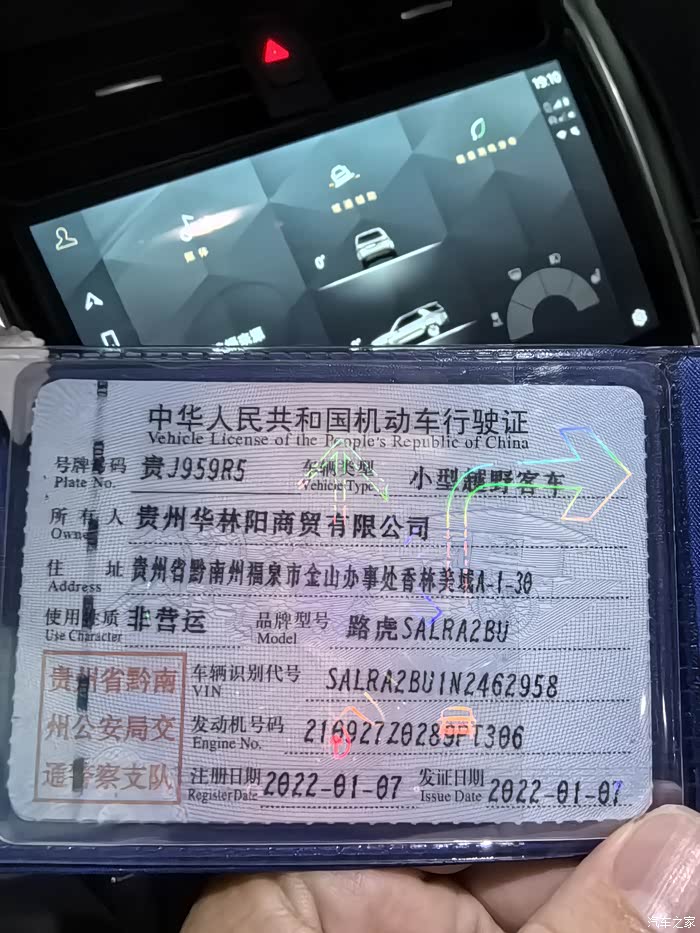 19:10
媒体
中华人民共和国机动车行驶证
Vehicle License of the People's Republic of China
号牌号码 贵J959R5 车辆类型 小型越野客车
Plate No. Vehicle Type
所有人 贵州华林阳商贸有限公司
Owner
住址 贵州省黔南州福泉市金山办事处香林美域A-1-30
Address
使用性质 非营运 品牌型号 路虎SALRA2BU
Use Character Model
贵州省黔南
州公安局交
通警察支队
车辆识别代号 SALRA2BU1N2462958
VIN
发动机号码 210927Z0289PT306
Engine No.
注册日期 2022-01-07 发证日期 2022-01-07
Register Date Issue Date
汽车之家